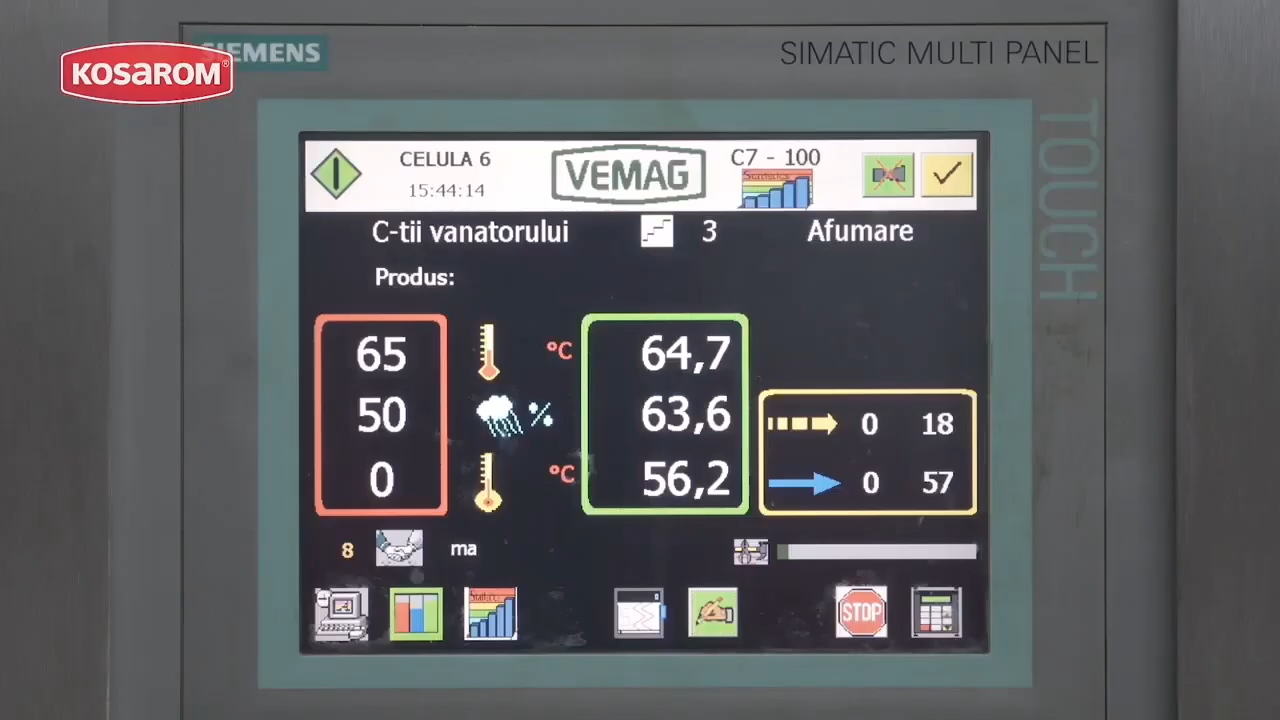 SIEMENS
KOSAROM®
SIMATIC MULTI PANEL
TOUCH
CELULA 6
15:44:14
VEMAG
C7 - 100
Statistics
C-tii vanatorului
3
Afumare
Produs:
65
°C
64,7
50
%
63,6
0
18
0
°C
56,2
0
57
8
ma
STOP